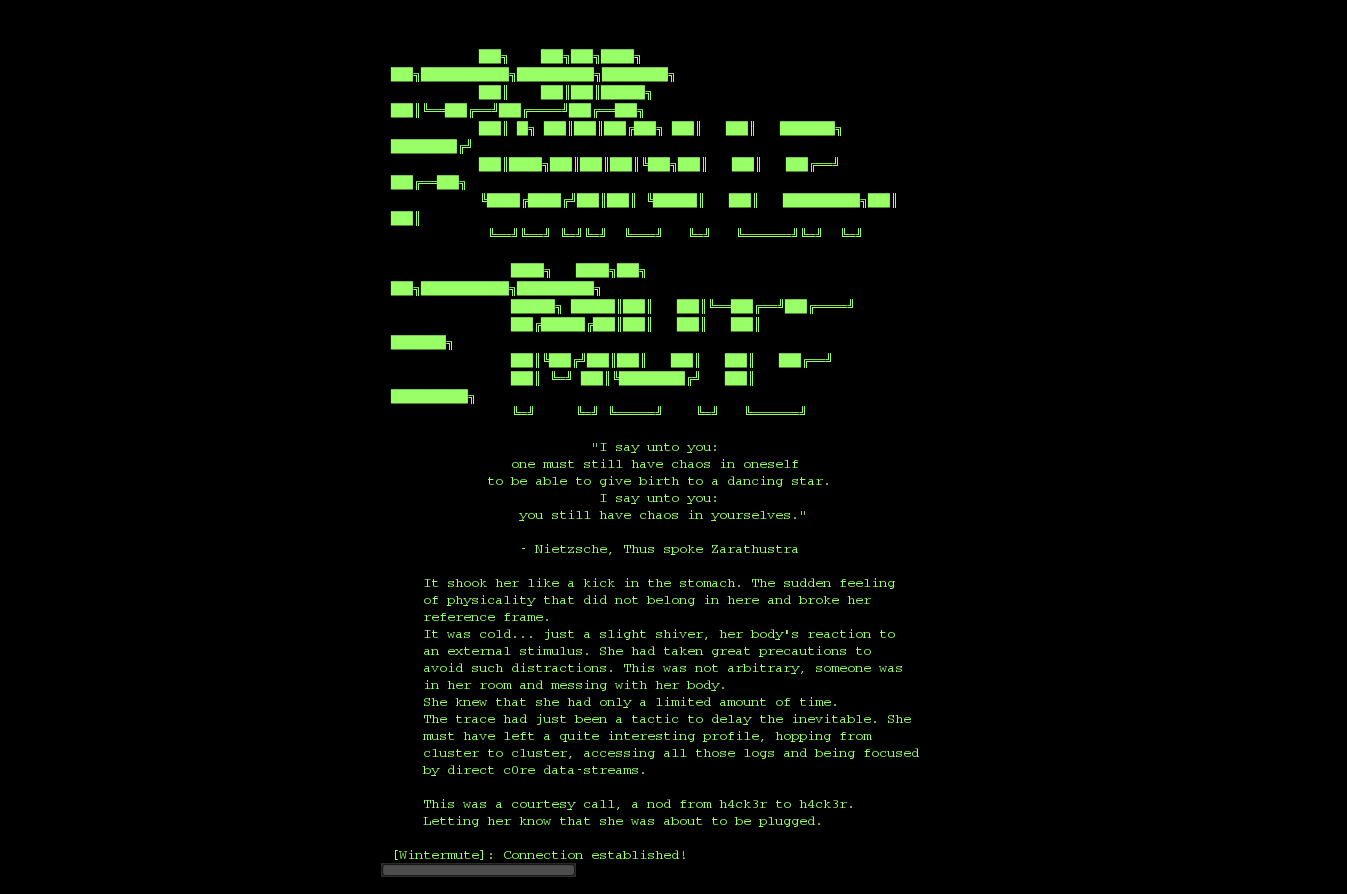 WINTER
MUTE
"I say unto you:
one must still have chaos in oneself
to be able to give birth to a dancing star.
I say unto you:
you still have chaos in yourselves."
- Nietzsche, Thus spoke Zarathustra
It shook her like a kick in the stomach. The sudden feeling
of physicality that did not belong in here and broke her
reference frame.
It was cold... just a slight shiver, her body's reaction to
an external stimulus. She had taken great precautions to
avoid such distractions. This was not arbitrary, someone was
in her room and messing with her body.
She knew that she had only a limited amount of time.
The trace had just been a tactic to delay the inevitable. She
must have left a quite interesting profile, hopping from
cluster to cluster, accessing all those logs and being focused
by direct c0re data-streams.
This was a courtesy call, a nod from h4ck3r to h4ck3r.
Letting her know that she was about to be plugged.
[Wintermute]: Connection established!